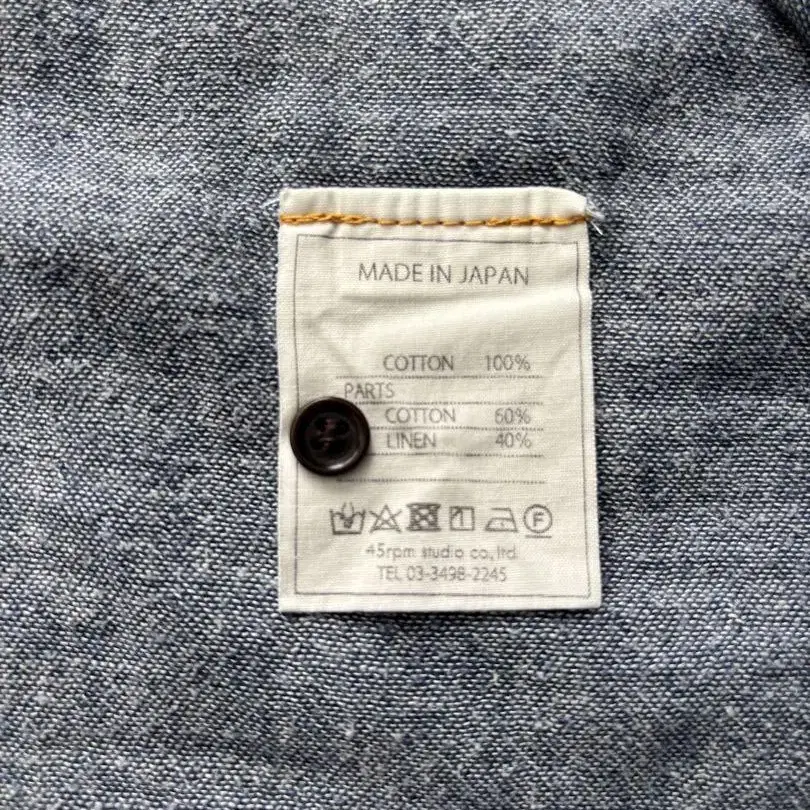 MADE IN JAPAN
COTTON 100%
PARTS
COTTON 60%
LINEN 40%
F
45rpm studio co.,ltd.
TEL 03-3498-2245